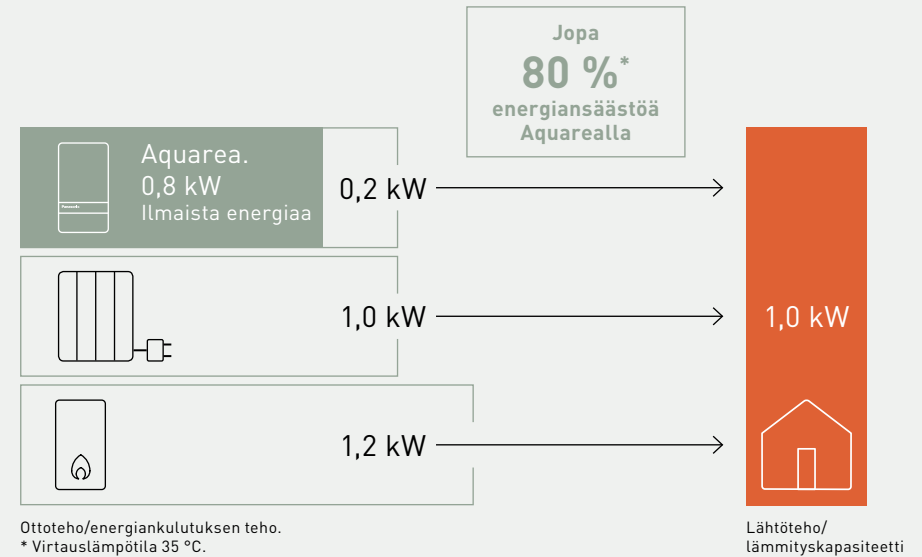 Jopa
80 %*
energiansäästöä
Aquarealla
Aquarea.
0,8 kW
Ilmaista energiaa
0,2 kW
1,0 kW
1,0 kW
1,2 kW
Ottoteho/energiankulutuksen teho.
* Virtauslämpötila 35 °C.
Lähtöteho/
lämmityskapasiteetti